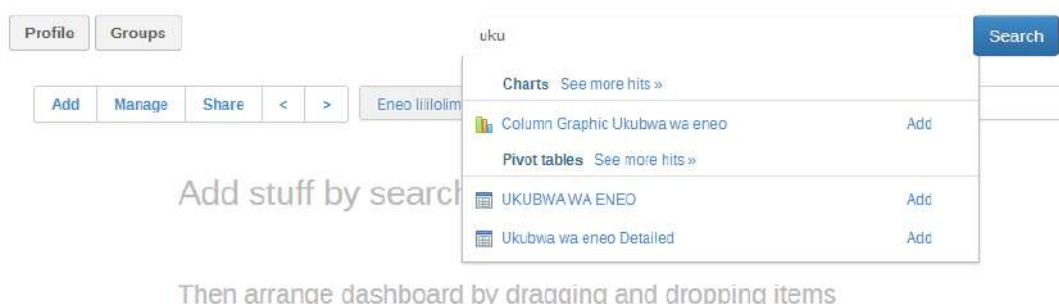 Profile Groups uku Search
Charts See more hits »
Add Manage Share < > Eneo lililolim
Column Graphic Ukubwa wa eneo Add
Pivot tables See more hits »
Add stuff by search
UKUBWA WA ENEO Add
Ukubwa wa eneo Detailed Add
Then arrange dashboard by dragging and dropping items